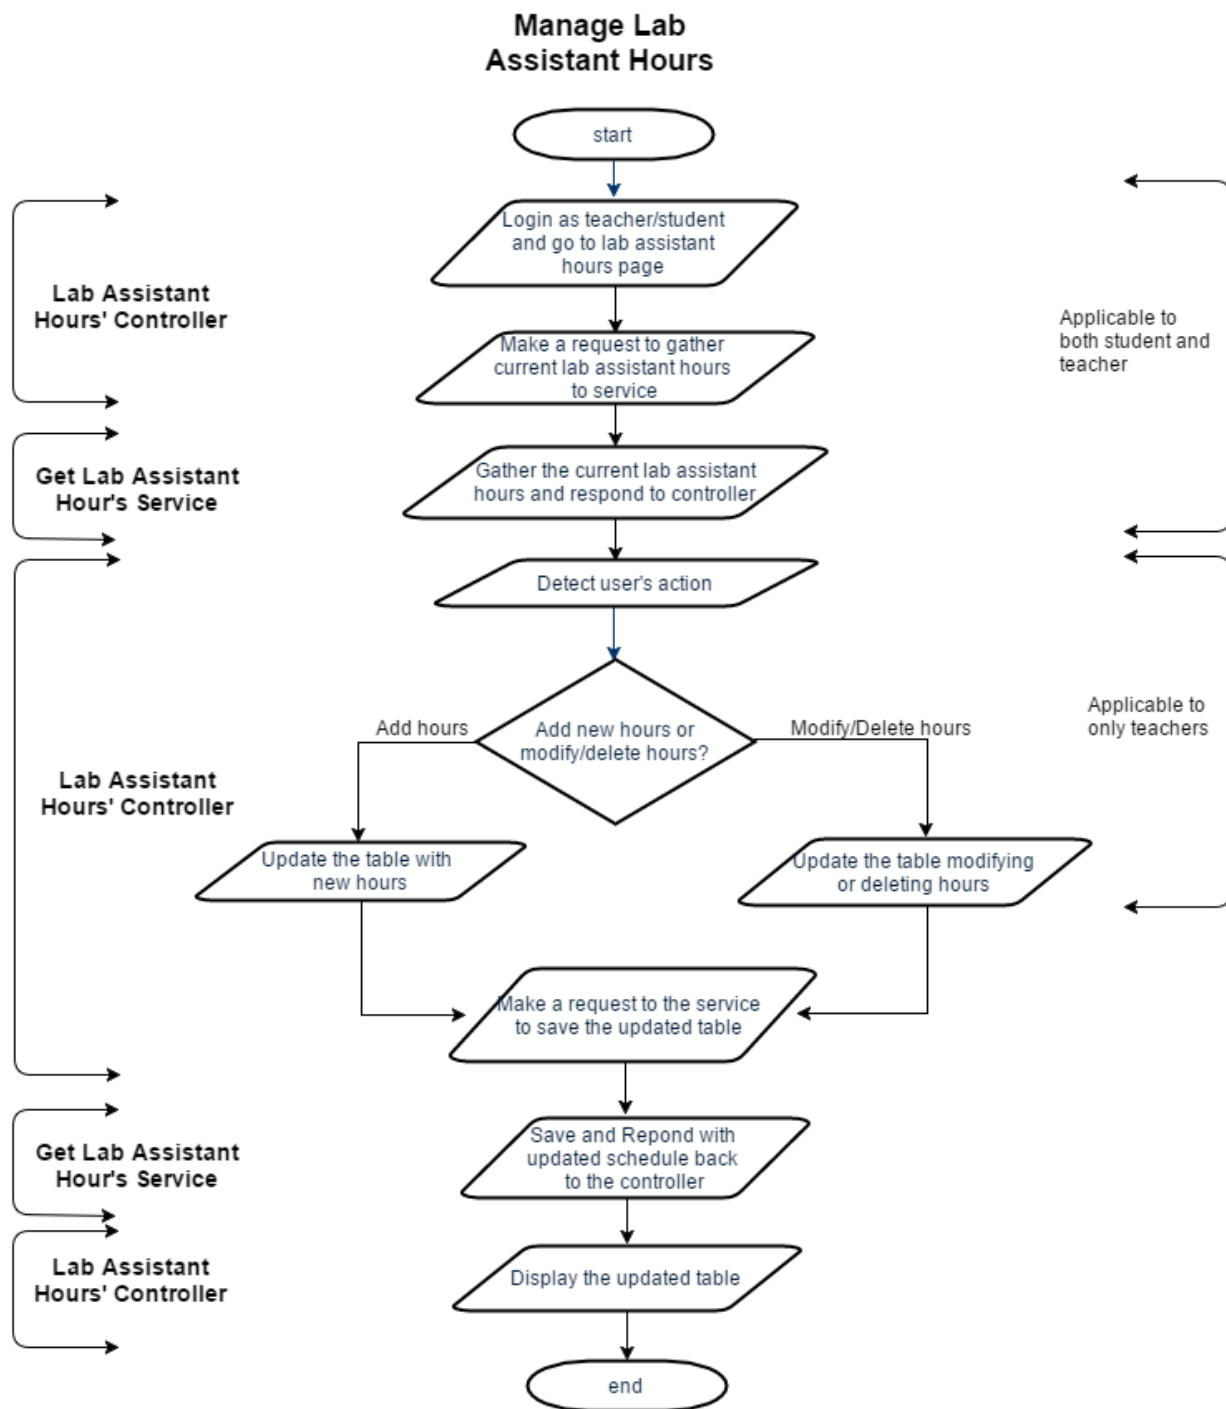 Manage Lab
Assistant Hours
start
Login as teacher/student
and go to lab assistant
hours page
Lab Assistant
Hours' Controller
Applicable to
both student and
teacher
Make a request to gather
current lab assistant hours
to service
Get Lab Assistant
Hour's Service
Gather the current lab assistant
hours and respond to controller
Detect user's action
Add hours
Add new hours or
modify/delete hours?
Modify/Delete hours
Applicable to
only teachers
Lab Assistant
Hours' Controller
Update the table with
new hours
Update the table modifying
or deleting hours
Make a request to the service
to save the updated table
Get Lab Assistant
Hour's Service
Save and Repond with
updated schedule back
to the controller
Lab Assistant
Hours' Controller
Display the updated table
end